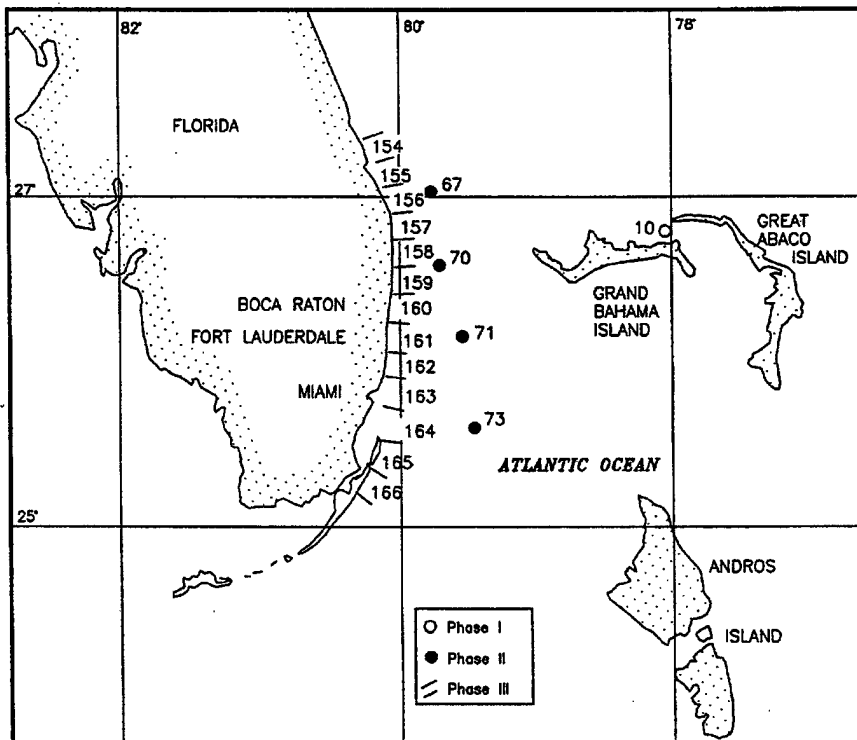 82°
80°
78°
FLORIDA
154
155
67
27°
156
157
10
GREAT
ABACO
ISLAND
158
70
159
GRAND
BAHAMA
ISLAND
BOCA RATON
160
FORT LAUDERDALE
161
71
162
MIAMI
163
73
164
ATLANTIC OCEAN
165
166
25°
ANDROS
ISLAND
Phase I
Phase II
Phase III